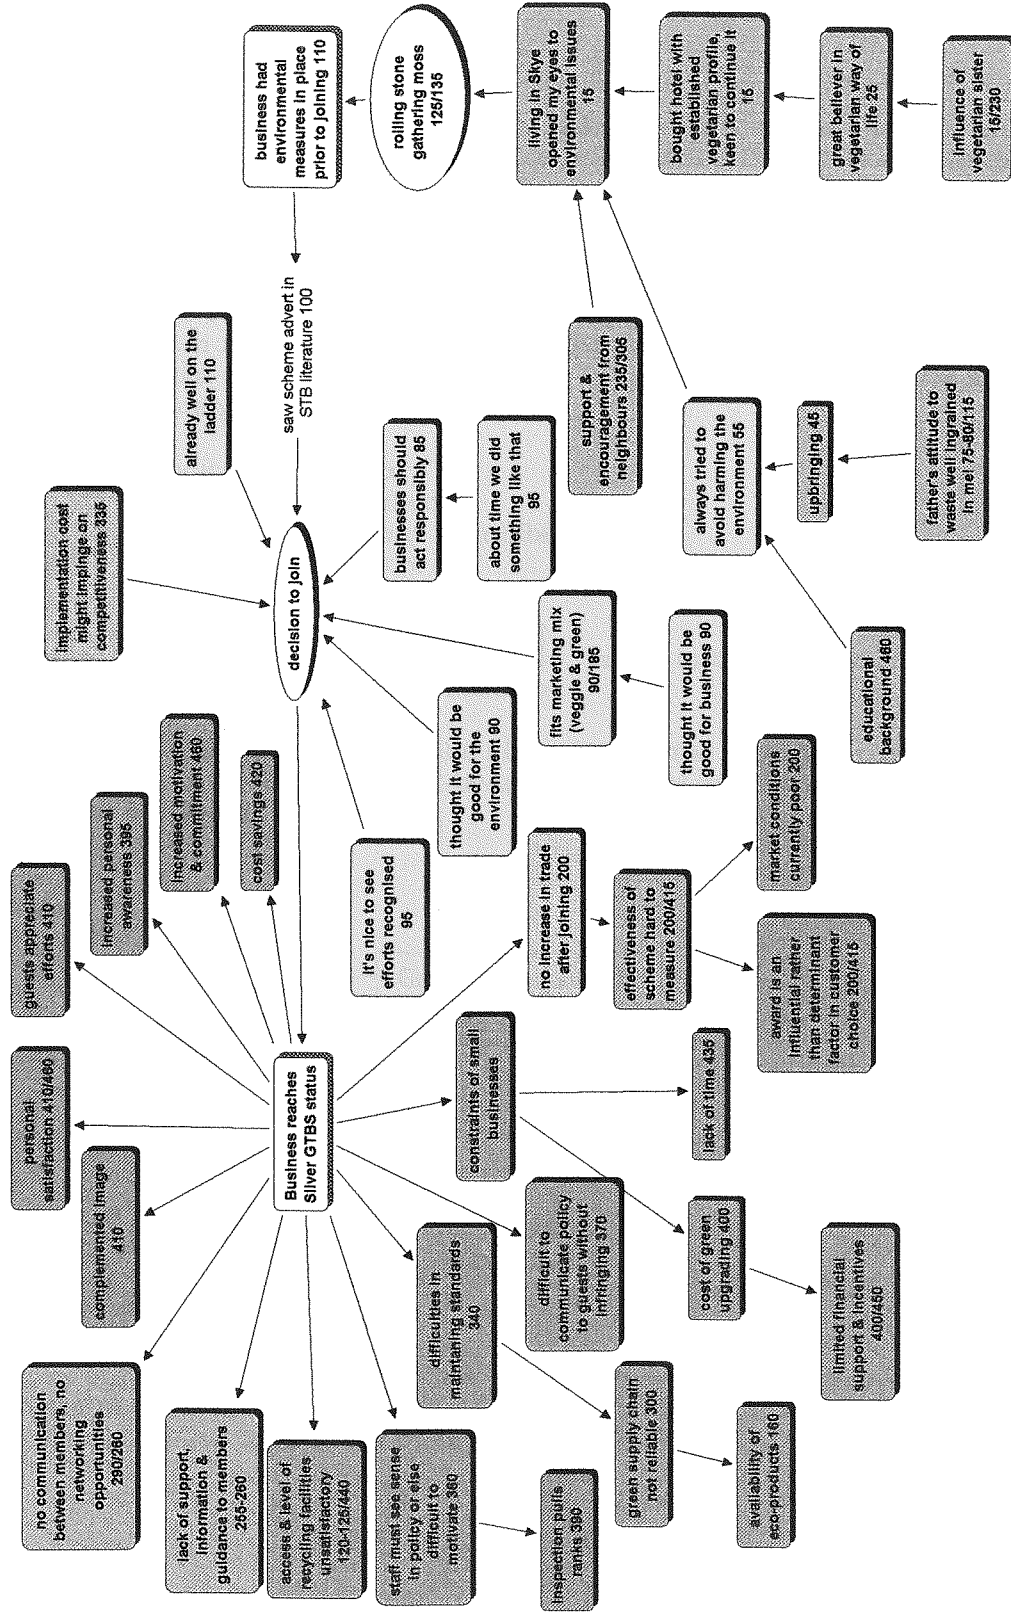 no communication
between members, no
networking
opportunities
290/260
complemented image
410
personal
satisfaction 410/460
guests appreciate
efforts 410
increased personal
awareness 395
increased motivation
& commitment 460
cost savings 420
implementation cost
might impinge on
competitiveness 335
already well on the
ladder 110
business had
environmental
measures in place
prior to joining 110
lack of support,
information &
guidance to members
255-260
access & level of
recycling facilities
unsatisfactory
120-125/440
staff must see sense
in policy or else
difficult to
motivate 380
inspection pulls
ranks 390
Business reaches
Silver GTBS status
decision to join
saw scheme advert in
STB literature 100
rolling stone
gathering moss
125/135
it's nice to see
efforts recognised
95
thought it would be
good for the
environment 90
fits marketing mix
(veggie & green)
90/185
thought it would be
good for business 90
businesses should
act responsibly 85
about time we did
something like that
95
living in Skye
opened my eyes to
environmental issues
15
support &
encouragement from
neighbours 235/305
bought hotel with
established
vegetarian profile,
keen to continue it
15
great believer in
vegetarian way of
life 25
influence of
vegetarian sister
15/230
always tried to
avoid harming the
environment 55
upbringing 45
father's attitude to
waste well ingrained
in me! 75-80/115
educational
background 460
difficulties in
maintaning standards
340
green supply chain
not reliable 300
availability of
eco-products 160
difficult to
communicate policy
to guests without
infringing 370
constraints of small
businesses
lack of time 435
cost of green
upgrading 400
limited financial
support & incentives
400/450
no increase in trade
after joining 200
effectiveness of
scheme hard to
measure 200/415
award is an
influential rather
than determinant
factor in customer
choice 200/415
market conditions
currently poor 200